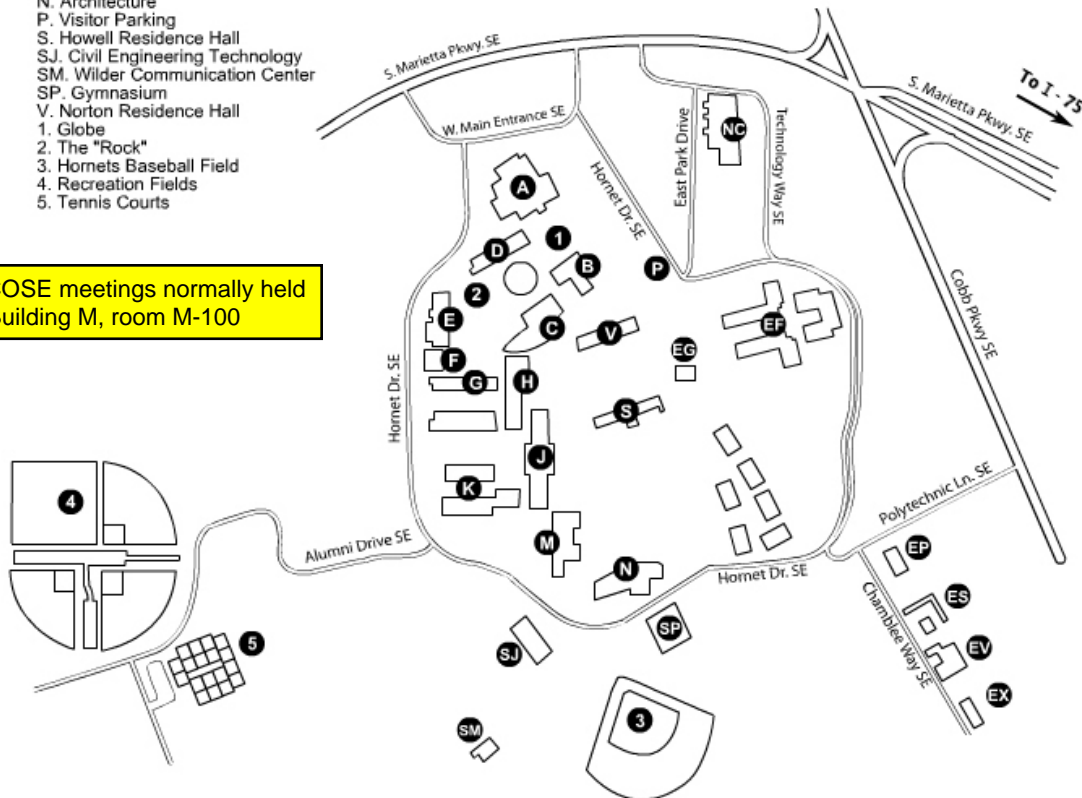 N. Architecture
P. Visitor Parking
S. Howell Residence Hall
SJ. Civil Engineering Technology
SM. Wilder Communication Center
SP. Gymnasium
V. Norton Residence Hall
1. Globe
2. The "Rock"
3. Hornets Baseball Field
4. Recreation Fields
5. Tennis Courts
OSE meetings normally held
Building M, room M-100
S. Marietta Pkwy. SE
To I - 75
S. Marietta Pkwy. SE
W. Main Entrance SE
NC
East Park Drive
Technology Way SE
Hornet Dr. SE
A
1
D
B
P
2
E
C
V
EF
EG
F
G
H
S
Hornet Dr. SE
Cobb Pkwy SE
J
K
4
M
N
Alumni Drive SE
Polytechnic Ln. SE
Hornet Dr. SE
EP
Chamblee Way SE
ES
EV
EX
5
SJ
SP
3
SM